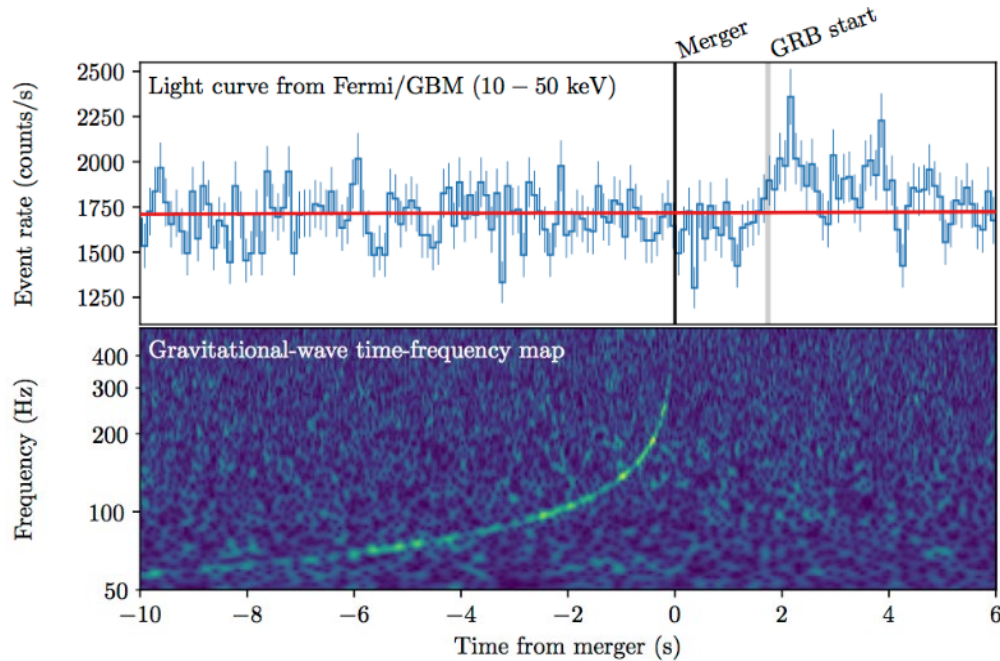 Merger
GRB start
Light curve from Fermi/GBM (10 − 50 keV)
Event rate (counts/s)
2500
2250
2000
1750
1500
1250
Gravitational-wave time-frequency map
Frequency (Hz)
400
300
200
100
50
−10 −8 −6 −4 −2 0 2 4 6
Time from merger (s)